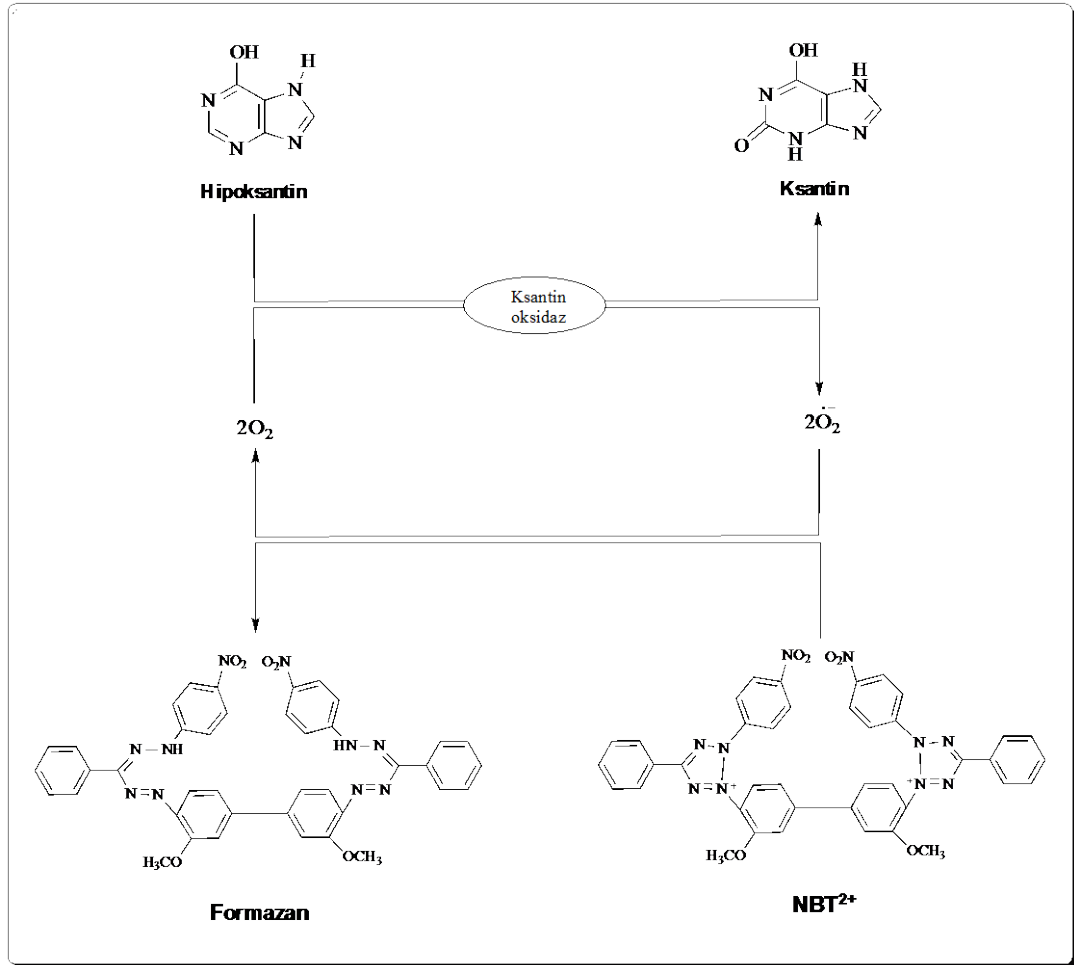 OH
H
N
N
N
N
Hipoksantin
OH
H
N
N
O
N
H
N
Ksantin
Ksantin
oksidaz
2O₂
2O₂˙⁻
NO₂
O₂N
N
NH
N=N
HN
N
N=N
H₃CO
OCH₃
Formazan
NO₂
O₂N
N
N
N
N⁺
N
N
N
N⁺
H₃CO
OCH₃
NBT²⁺